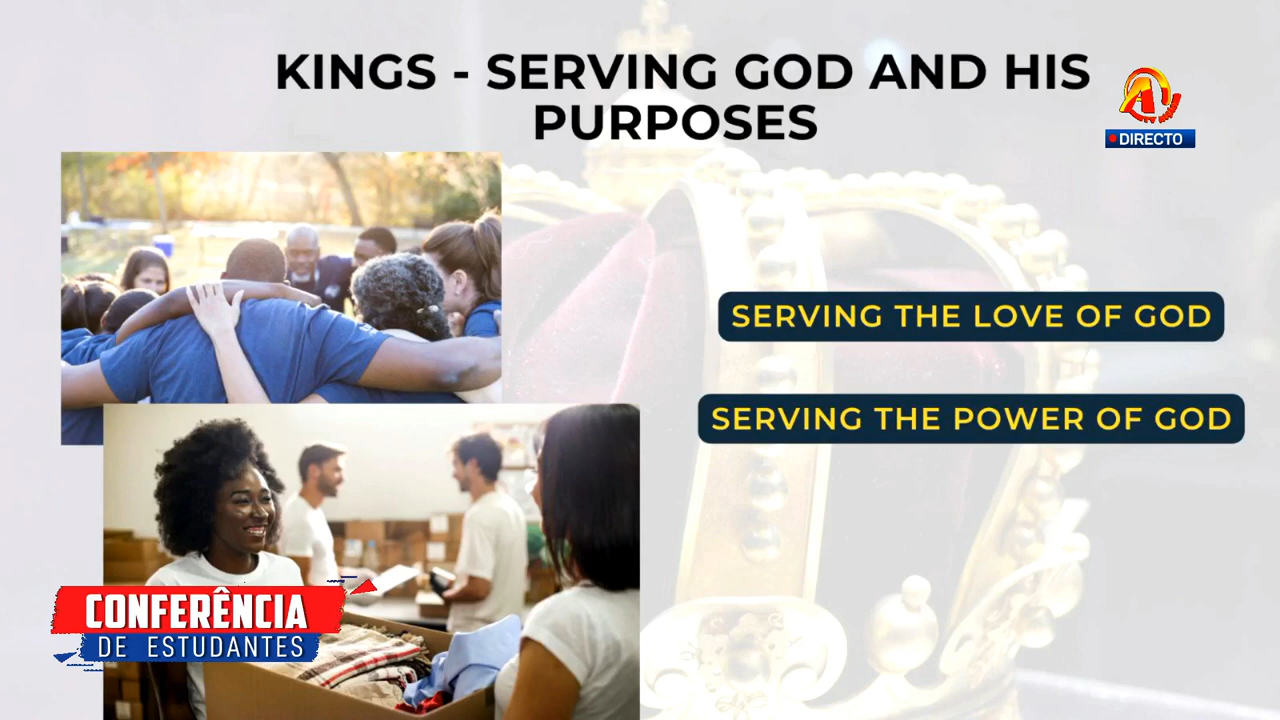 KINGS - SERVING GOD AND HIS
PURPOSES
DIRECTO
SERVING THE LOVE OF GOD
SERVING THE POWER OF GOD
CONFERÊNCIA
DE ESTUDANTES